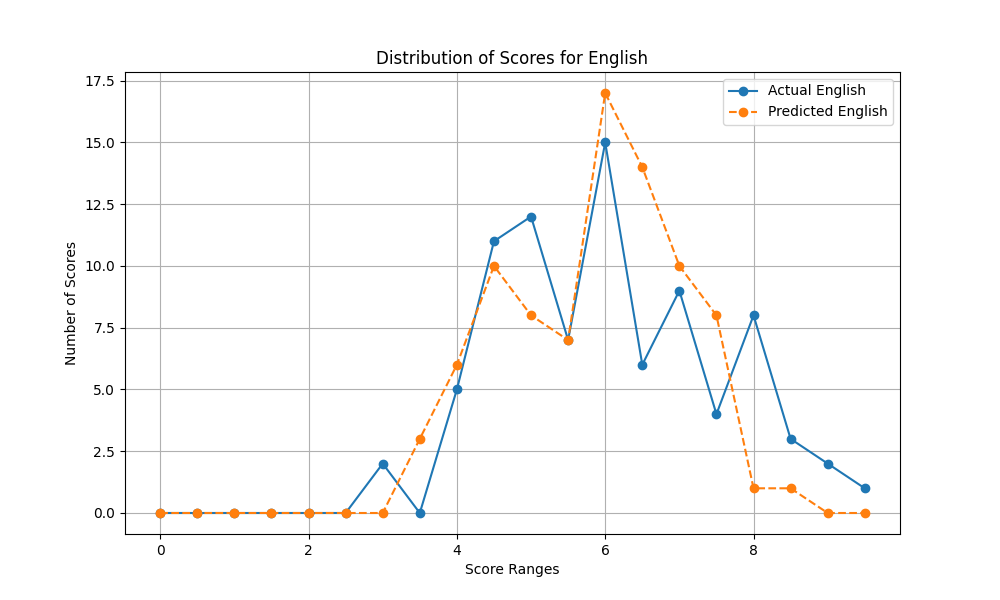 Distribution of Scores for English
Actual English
Predicted English
Number of Scores
17.5
15.0
12.5
10.0
7.5
5.0
2.5
0.0
0 2 4 6 8
Score Ranges